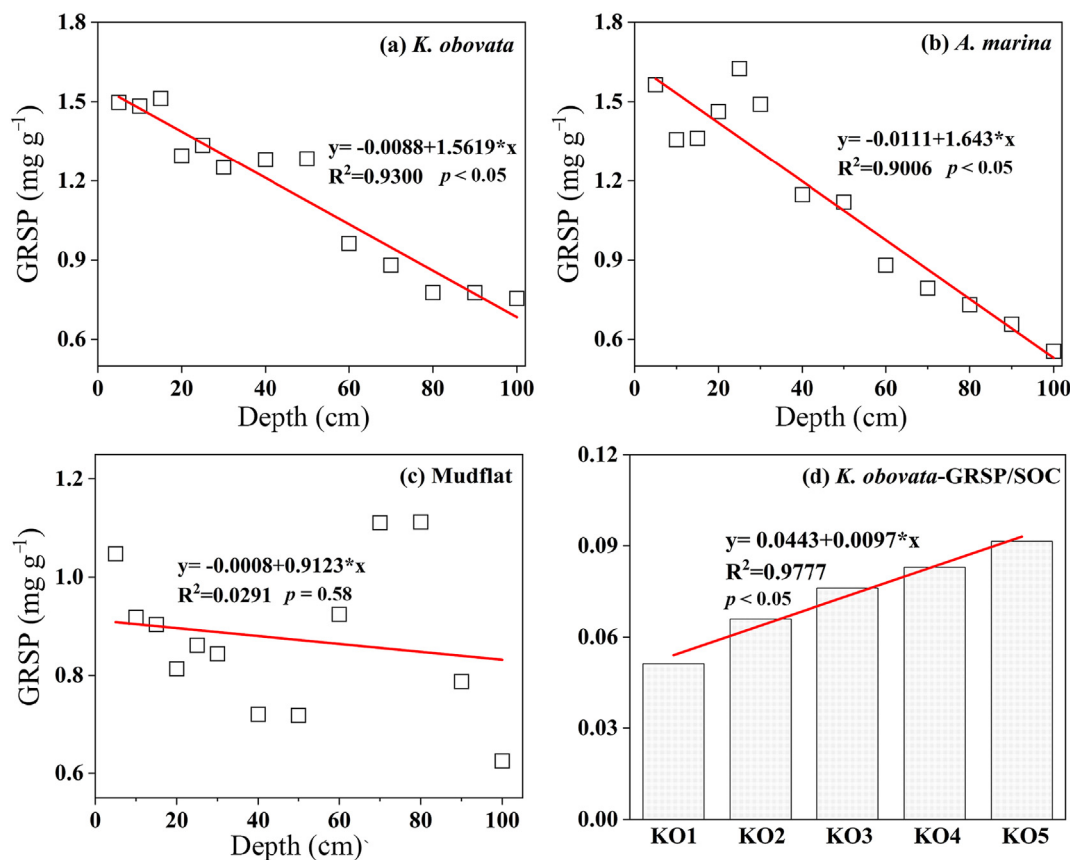 (a) K. obovata
y= -0.0088+1.5619*x
R²=0.9300 p < 0.05
GRSP (mg g⁻¹)
1.8
1.5
1.2
0.9
0.6
0 20 40 60 80 100
Depth (cm)
(b) A. marina
y= -0.0111+1.643*x
R²=0.9006 p < 0.05
GRSP (mg g⁻¹)
1.8
1.5
1.2
0.9
0.6
0 20 40 60 80 100
Depth (cm)
(c) Mudflat
y= -0.0008+0.9123*x
R²=0.0291 p = 0.58
GRSP (mg g⁻¹)
1.2
1.0
0.8
0.6
0 20 40 60 80 100
Depth (cm)`
(d) K. obovata-GRSP/SOC
y= 0.0443+0.0097*x
R²=0.9777
p < 0.05
0.12
0.09
0.06
0.03
0.00
KO1 KO2 KO3 KO4 KO5